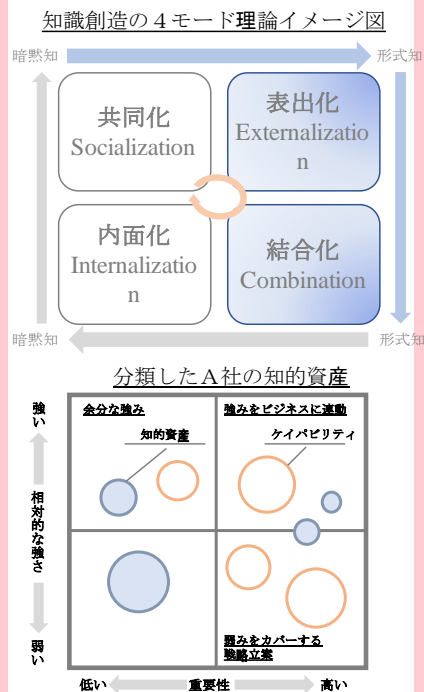 知識創造の４モード理論イメージ図
暗黙知
形式知
共同化
Socialization
表出化
Externalizatio
n
内面化
Internalizatio
n
結合化
Combination
暗黙知
形式知
分類したＡ社の知的資産
強い
相対的な強さ
弱い
余分な強み
知的資産
強みをビジネスに連動
ケイパビリティ
弱みをカバーする
戦略立案
低い
重要性
高い